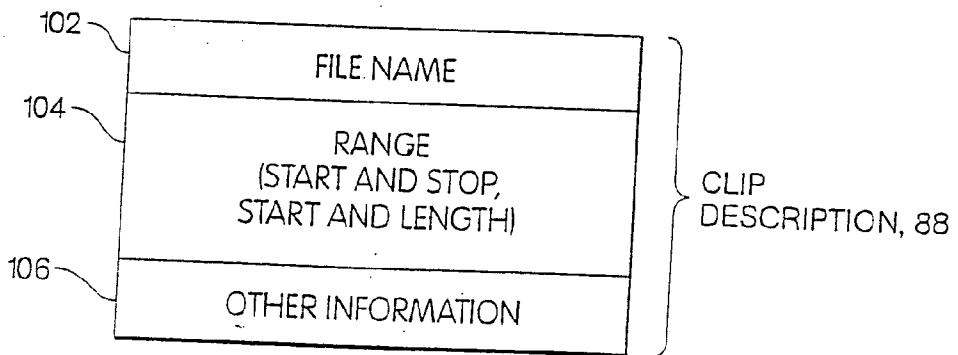 102
FILE NAME
104
RANGE
(START AND STOP,
START AND LENGTH)
CLIP
DESCRIPTION, 88
106
OTHER INFORMATION